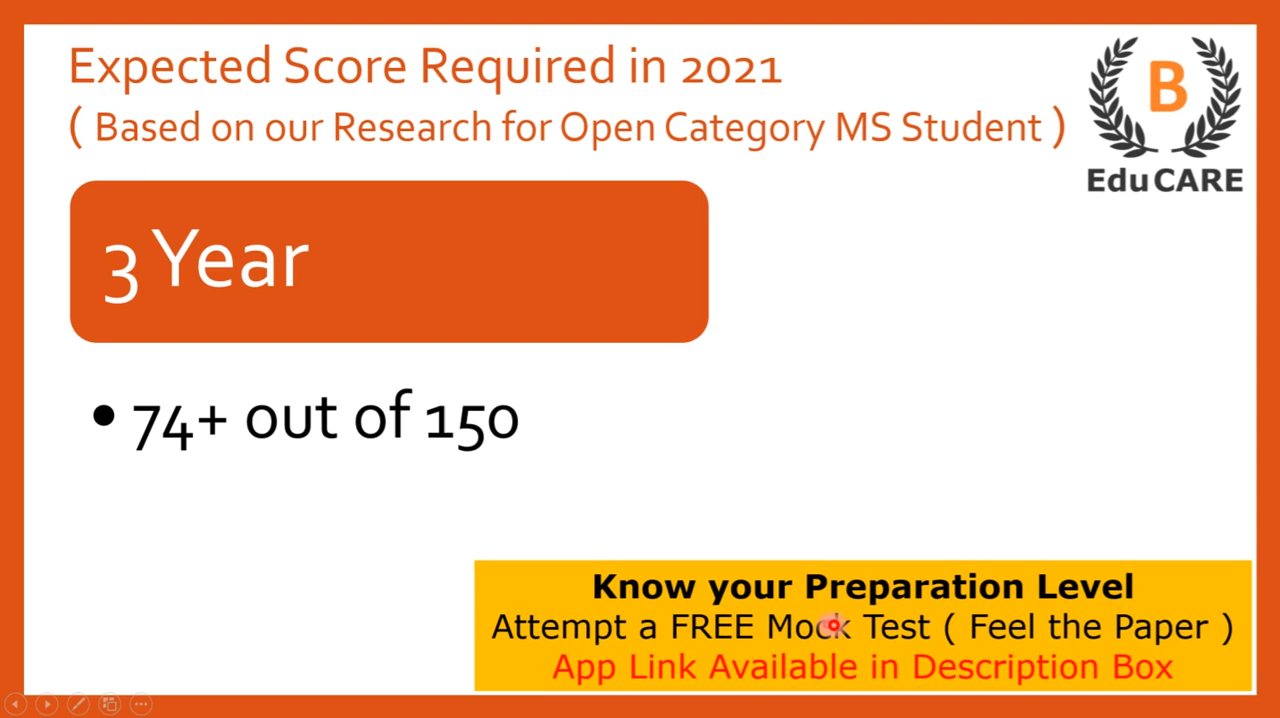 Expected Score Required in 2021
( Based on our Research for Open Category MS Student )
B
EduCARE
3 Year
• 74+ out of 150
Know your Preparation Level
Attempt a FREE Mock Test ( Feel the Paper )
App Link Available in Description Box